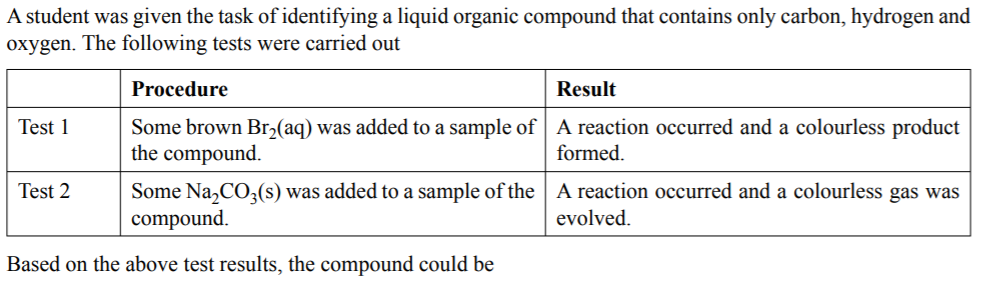 A student was given the task of identifying a liquid organic compound that contains only carbon, hydrogen and
oxygen. The following tests were carried out
Procedure Result
Test 1 Some brown Br₂(aq) was added to a sample of the compound. A reaction occurred and a colourless product formed.
Test 2 Some Na₂CO₃(s) was added to a sample of the compound. A reaction occurred and a colourless gas was evolved.
Based on the above test results, the compound could be